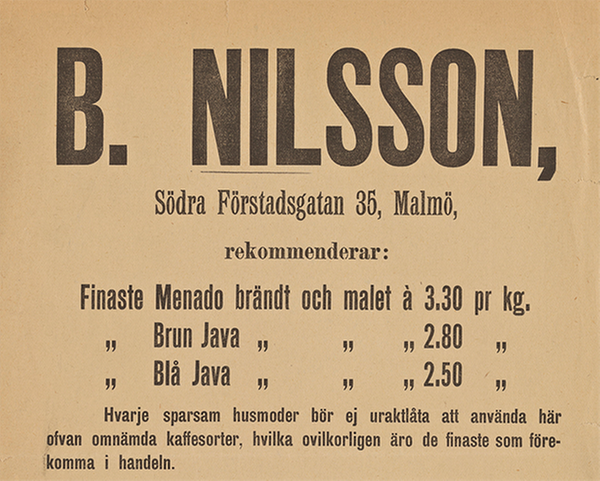 B. NILSSON,
Södra Förstadsgatan 35, Malmö,
rekommenderar:
Finaste Menado brändt och malet à 3.30 pr kg.
„ Brun Java „ „ „ 2.80 „
„ Blå Java „ „ „ 2.50 „
Hvarje sparsam husmoder bör ej uraktlåta att använda här
ofvan omnämda kaffesorter, hvilka ovilkorligen äro de finaste som före-
komma i handeln.